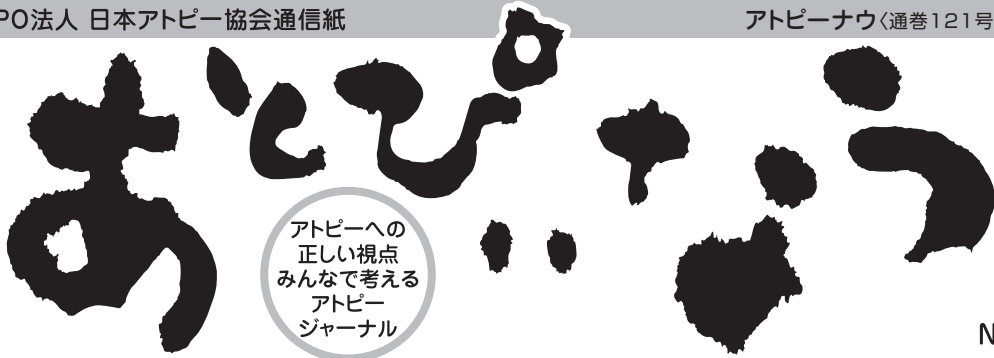 PO法人 日本アトピー協会通信紙
アトピーナウ〈通巻121号
あとぴいなう
アトピーへの
正しい視点
みんなで考える
アトピー
ジャーナル
N